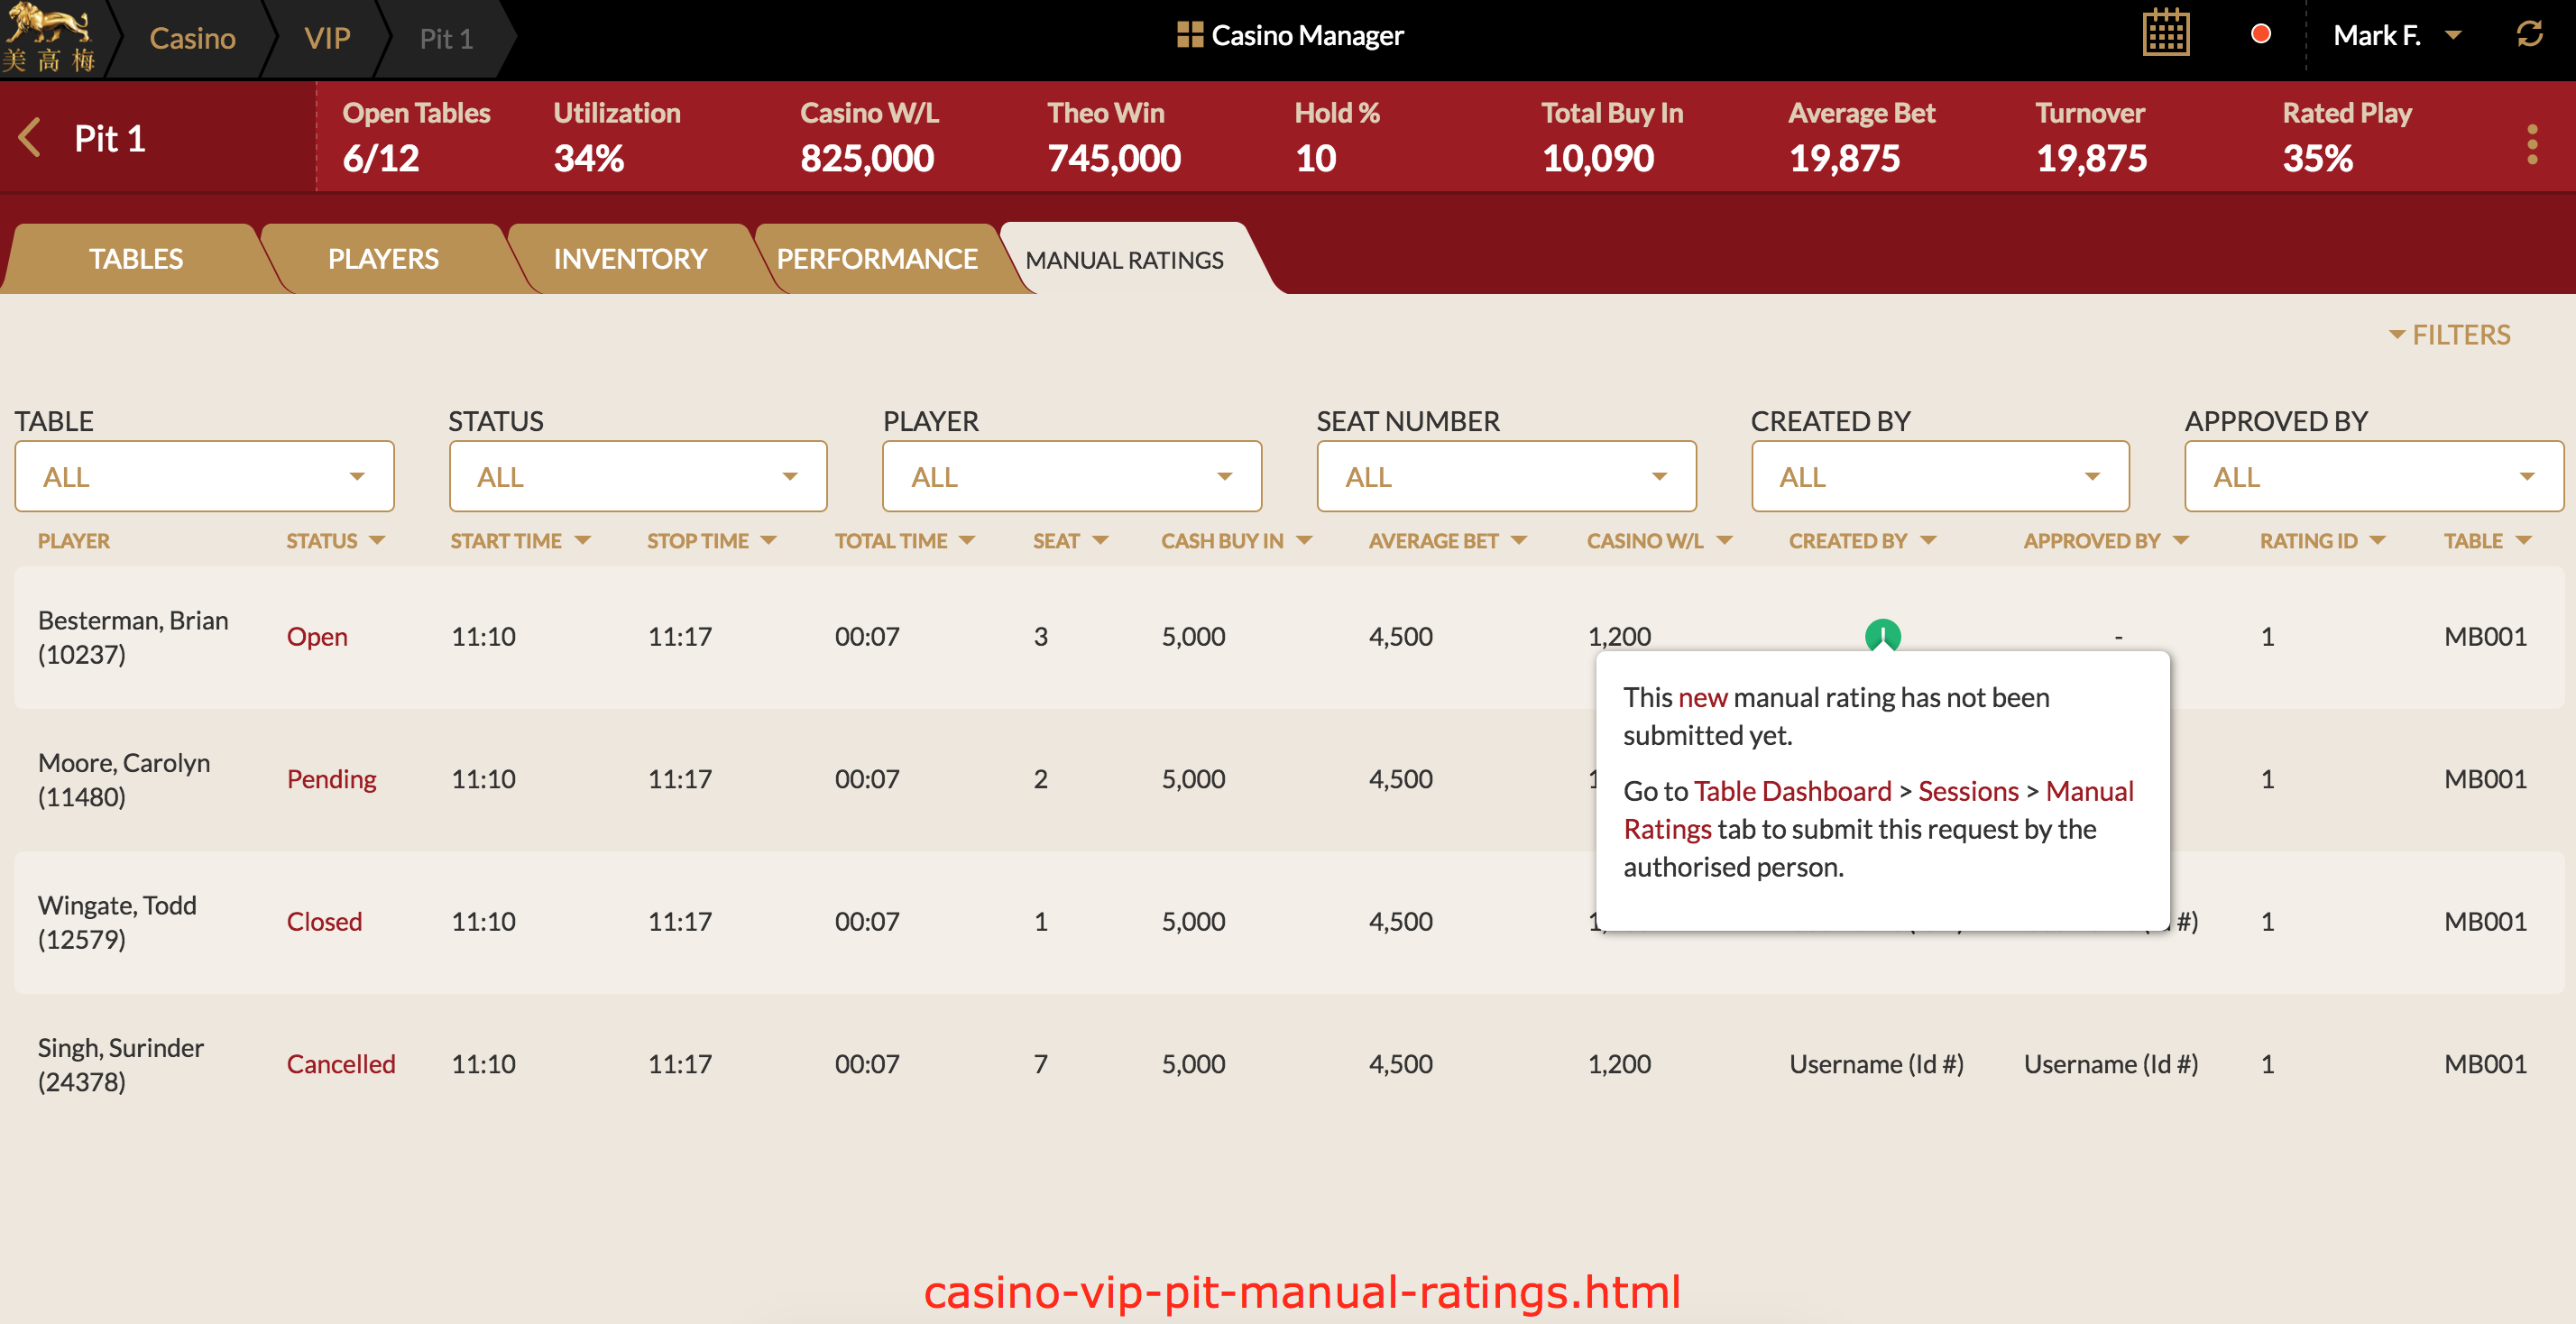 美高梅
Casino
VIP
Pit 1
Casino Manager
Mark F.
Pit 1
Open Tables
6/12
Utilization
34%
Casino W/L
825,000
Theo Win
745,000
Hold %
10
Total Buy In
10,090
Average Bet
19,875
Turnover
19,875
Rated Play
35%
TABLES
PLAYERS
INVENTORY
PERFORMANCE
MANUAL RATINGS
FILTERS
TABLE STATUS PLAYER SEAT NUMBER CREATED BY APPROVED BY
ALL ALL ALL ALL ALL ALL
PLAYER STATUS START TIME STOP TIME TOTAL TIME SEAT CASH BUY IN AVERAGE BET CASINO W/L CREATED BY APPROVED BY RATING ID TABLE
Besterman, Brian
(10237)
Open 11:10 11:17 00:07 3 5,000 4,500 1,200 - 1 MB001
This new manual rating has not been
submitted yet.
Go to Table Dashboard > Sessions > Manual
Ratings tab to submit this request by the
authorised person.
Moore, Carolyn
(11480)
Pending 11:10 11:17 00:07 2 5,000 4,500 1 MB001
Wingate, Todd
(12579)
Closed 11:10 11:17 00:07 1 5,000 4,500 #) 1 MB001
Singh, Surinder
(24378)
Cancelled 11:10 11:17 00:07 7 5,000 4,500 1,200 Username (Id #) Username (Id #) 1 MB001
casino-vip-pit-manual-ratings.html